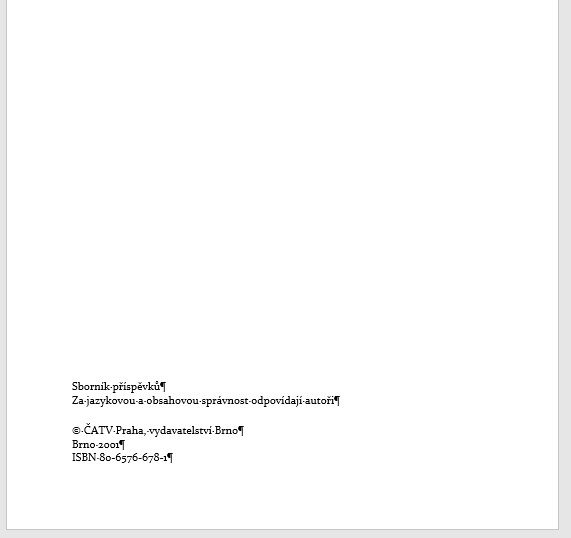 Sborník·příspěvků¶
Za·jazykovou·a·obsahovou·správnost·odpovídají·autoři¶
©·ČATV·Praha,·vydavatelství·Brno¶
Brno·2001¶
ISBN·80-6576-678-1¶